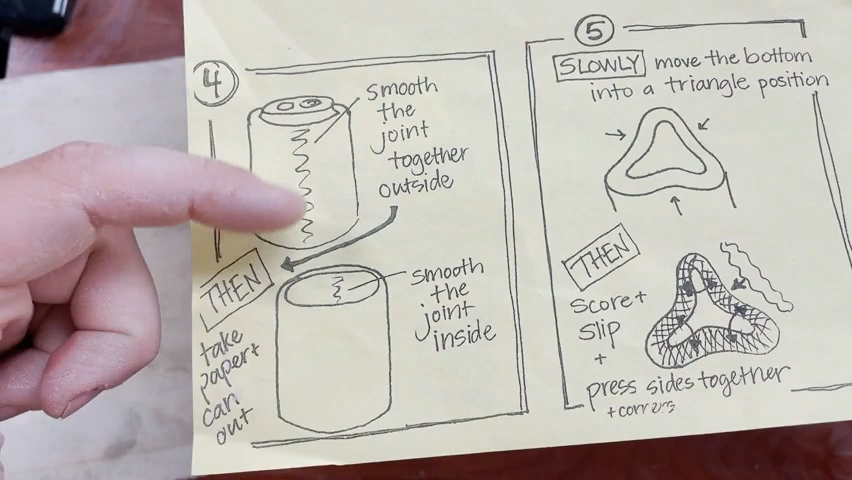 4
smooth
the
joint
together
outside
THEN
take
paper+
can
out
smooth
the
joint
inside
5
SLOWLY move the bottom
into a triangle position
THEN
score+
slip
+
press sides together
+ corners